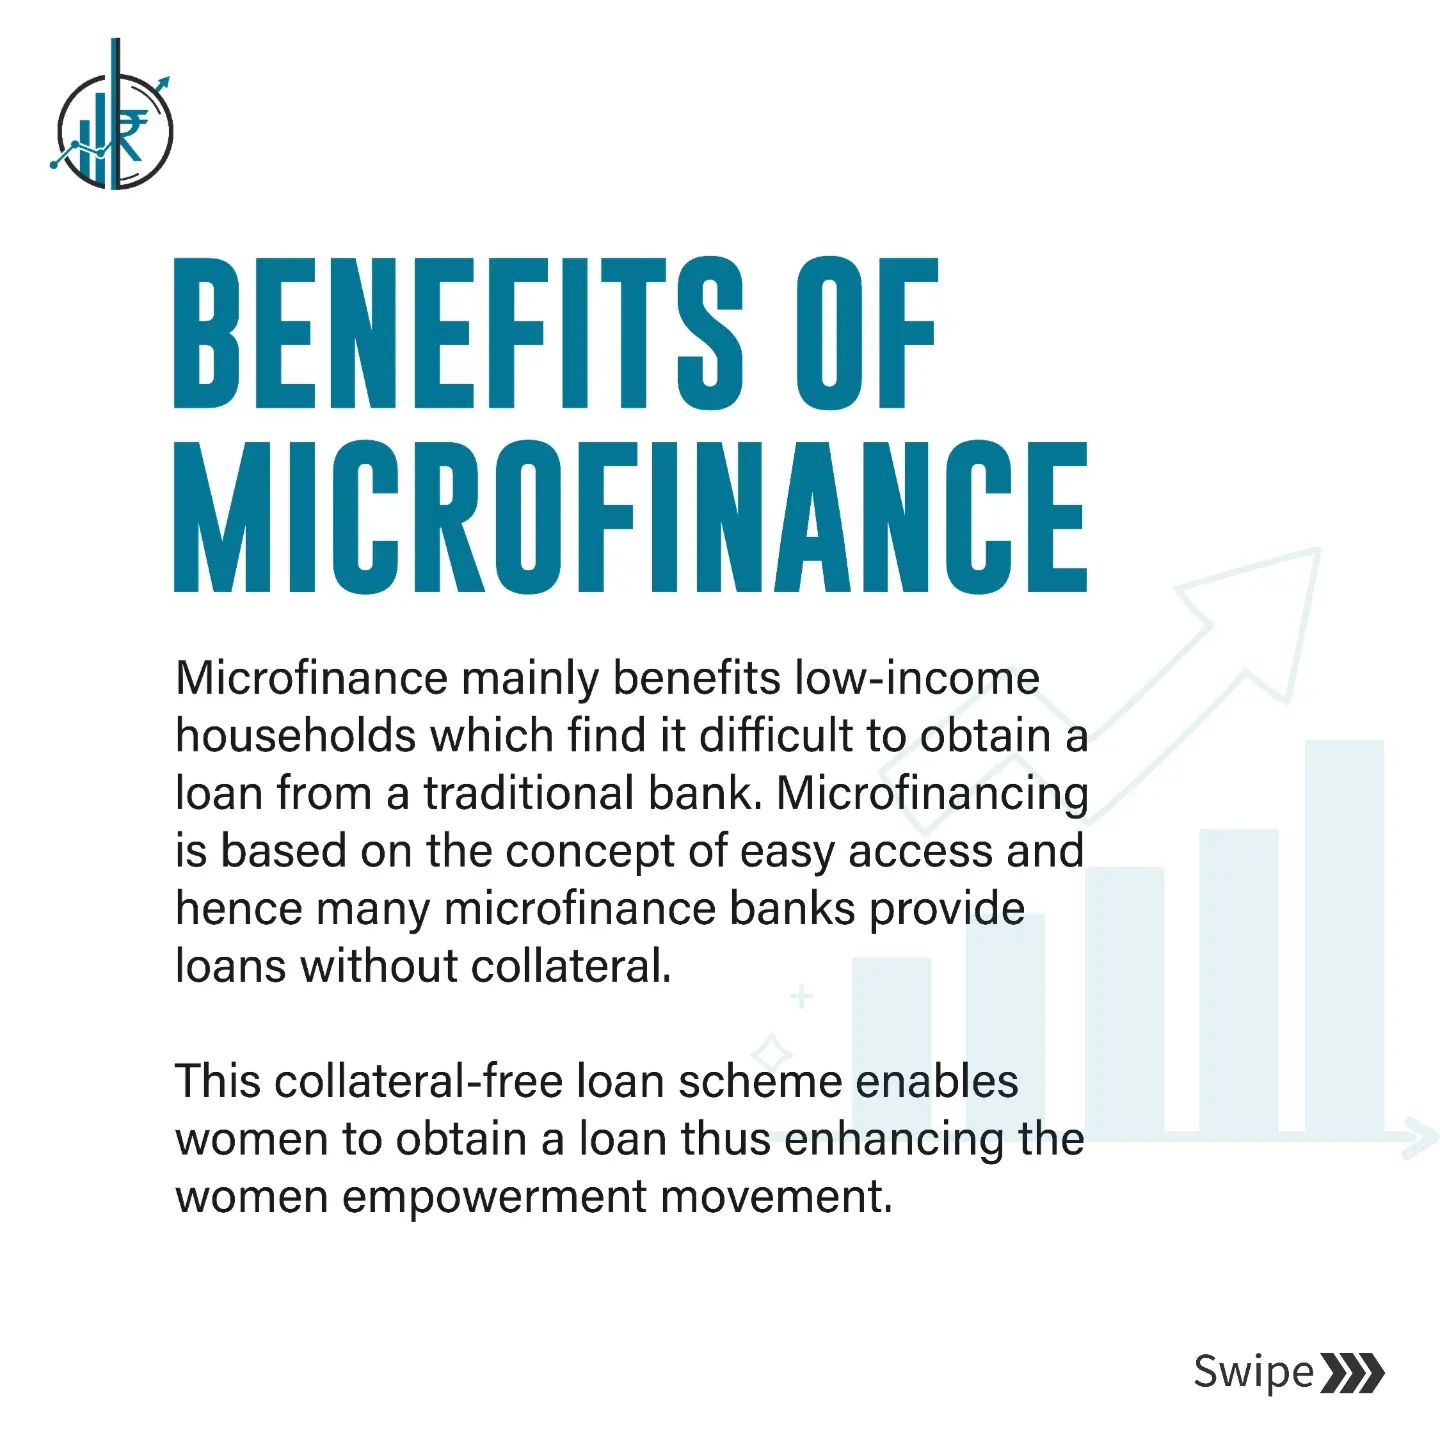 BENEFITS OF
MICROFINANCE
Microfinance mainly benefits low-income
households which find it difficult to obtain a
loan from a traditional bank. Microfinancing
is based on the concept of easy access and
hence many microfinance banks provide
loans without collateral.
This collateral-free loan scheme enables
women to obtain a loan thus enhancing the
women empowerment movement.
Swipe